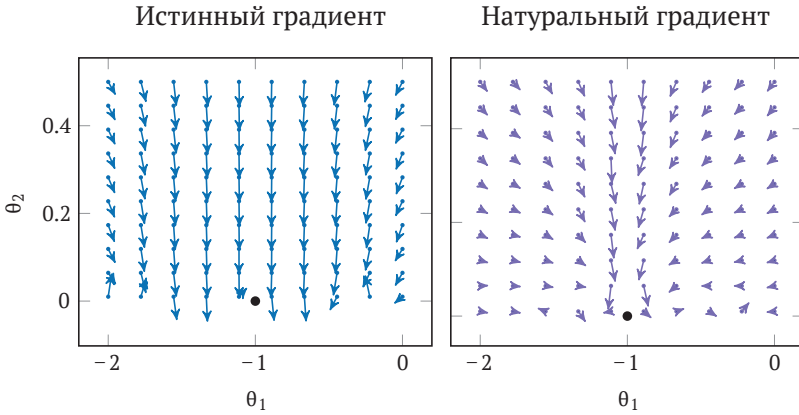 Истинный градиент
Натуральный градиент
0.4
0.2
0
θ2
−2
−1
0
−2
−1
0
θ1
θ1